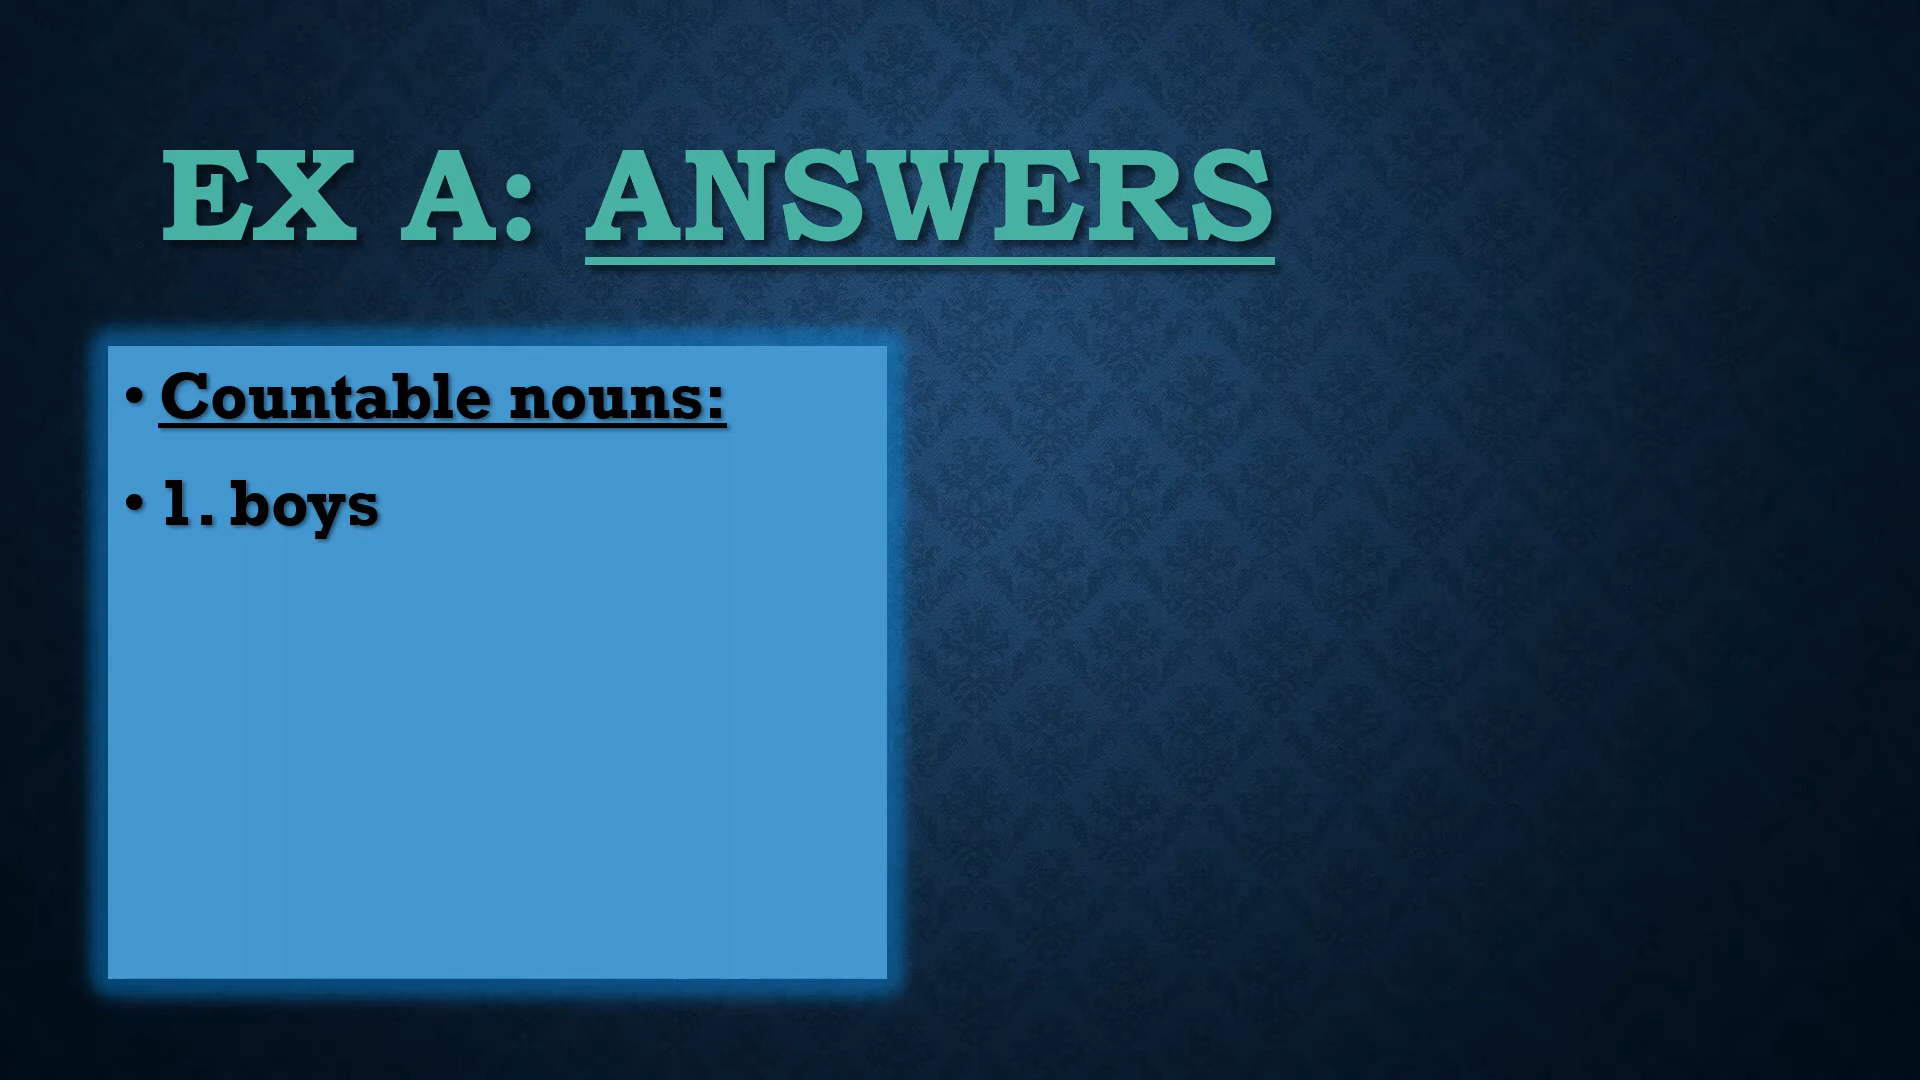 EX A: ANSWERS
• Countable nouns:
• 1. boys